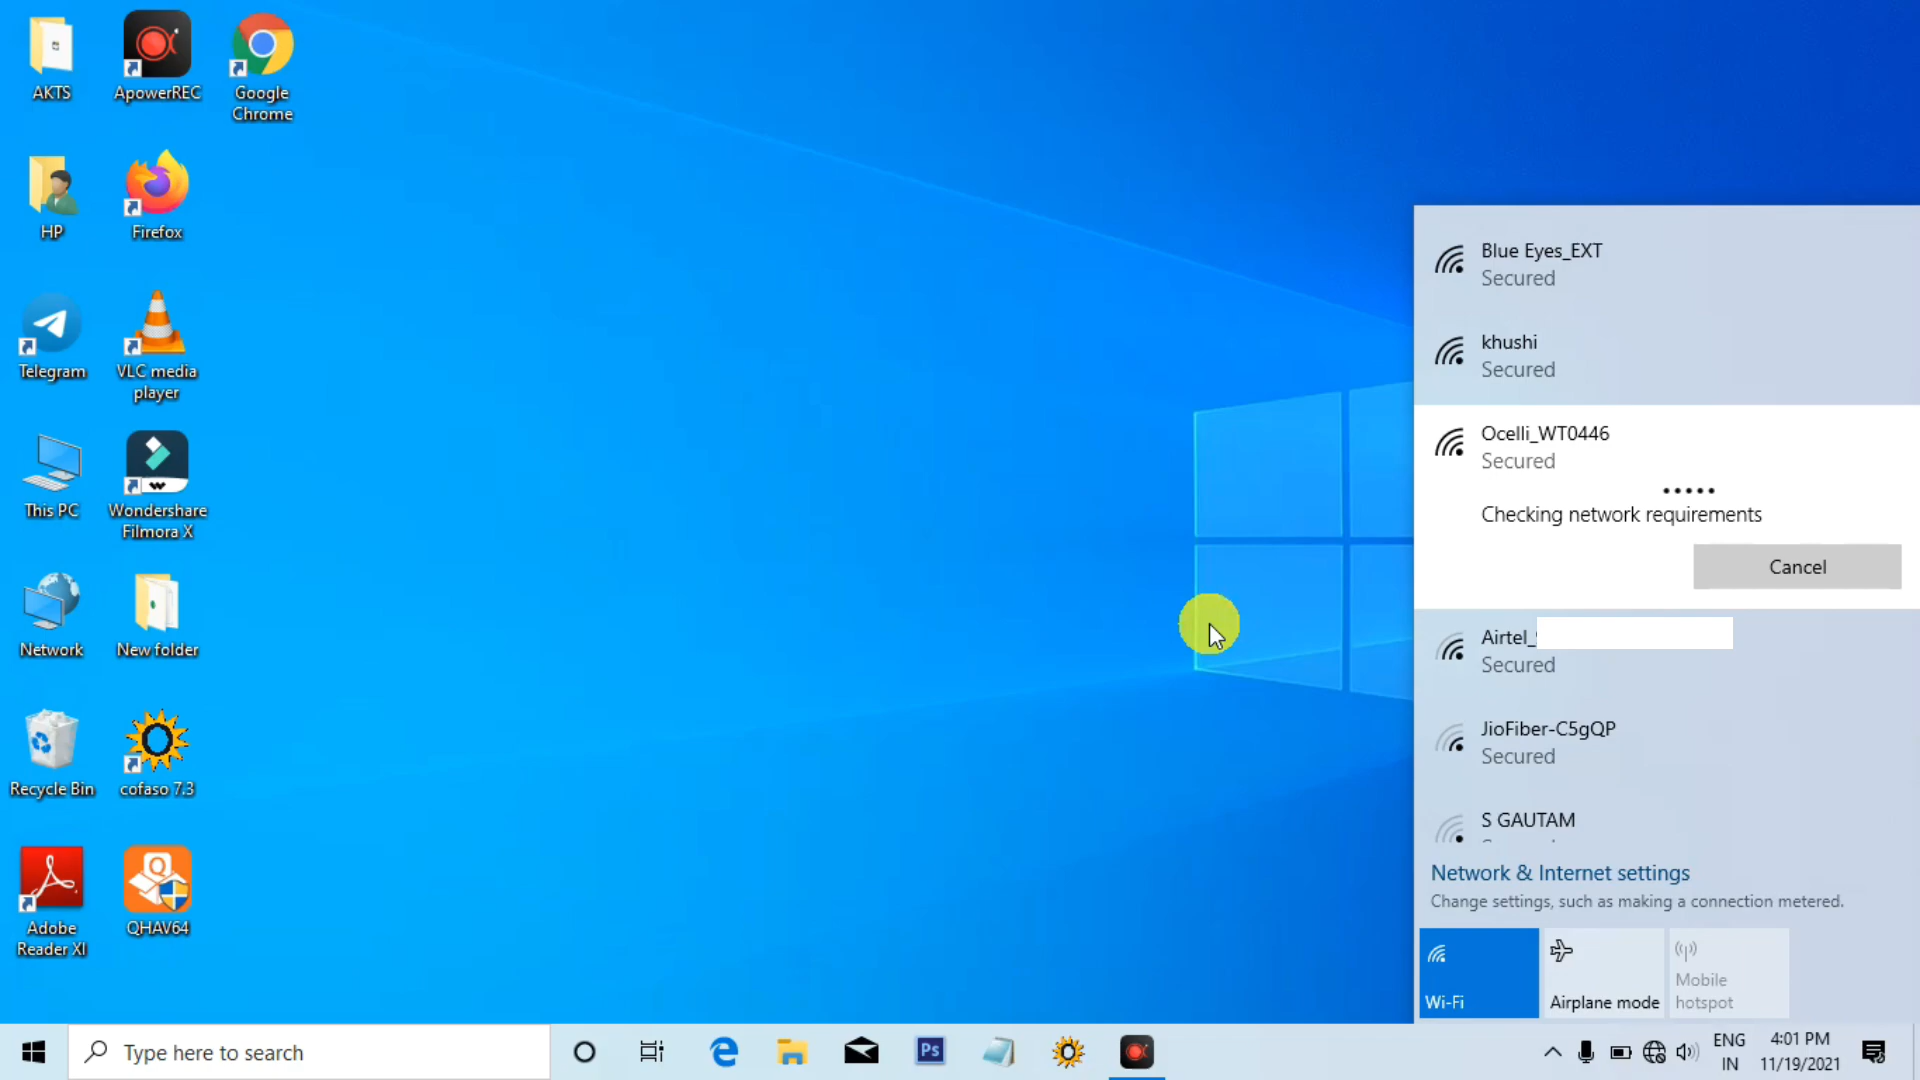 AKTS
ApowerREC
Google
Chrome
HP
Firefox
Telegram
VLC media
player
This PC
Wondershare
Filmora X
Network
New folder
Recycle Bin
cofaso 7.3
Adobe
Reader XI
QHAV64
Blue Eyes_EXT
Secured
khushi
Secured
Ocelli_WT0446
Secured
Checking network requirements
Cancel
Airtel_
Secured
JioFiber-C5gQP
Secured
S GAUTAM
Network & Internet settings
Change settings, such as making a connection metered.
Wi-Fi
Airplane mode
Mobile
hotspot
Type here to search
Ps
ENG
IN
4:01 PM
11/19/2021